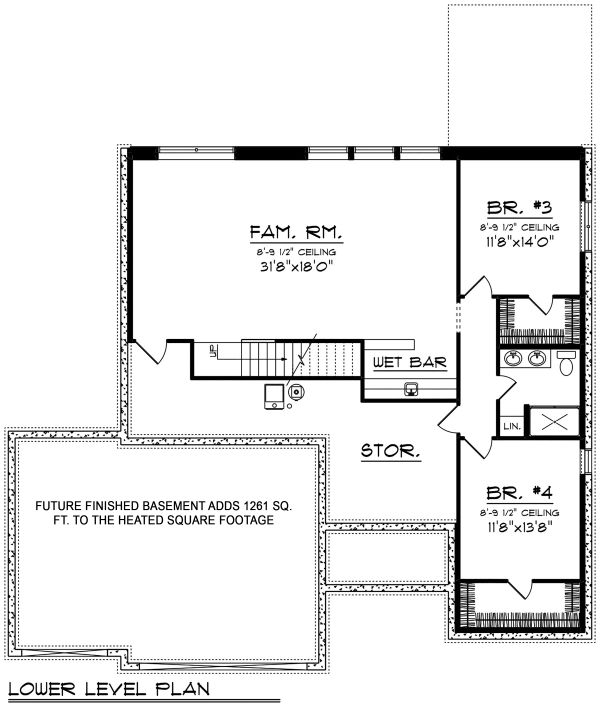 FAM. RM.
8'-9 1/2" CEILING
31'8"x18'0"
BR. #3
8'-9 1/2" CEILING
11'8"x14'0"
UP
WET BAR
LIN.
STOR.
BR. #4
8'-9 1/2" CEILING
11'8"x13'8"
FUTURE FINISHED BASEMENT ADDS 1261 SQ.
FT. TO THE HEATED SQUARE FOOTAGE
LOWER LEVEL PLAN